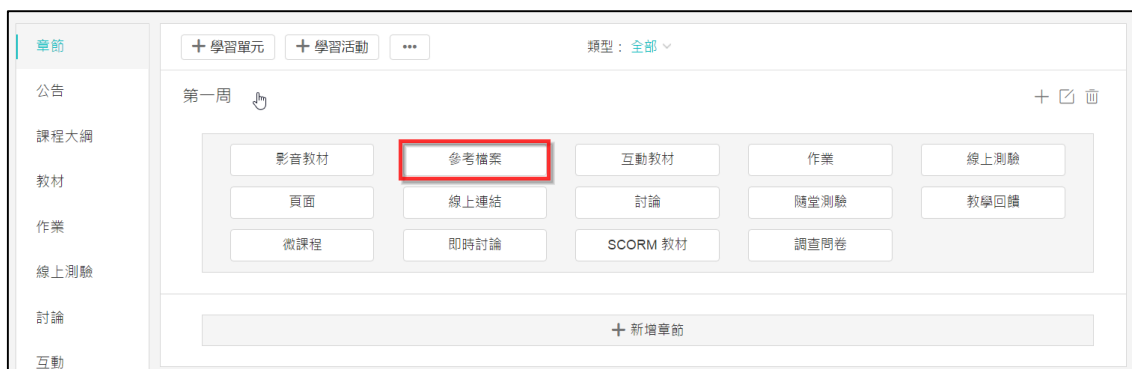 章節
公告
課程大綱
教材
作業
線上測驗
討論
互動
+ 學習單元 + 學習活動 ••• 類型： 全部
第一周
影音教材 參考檔案 互動教材 作業 線上測驗
頁面 線上連結 討論 隨堂測驗 教學回饋
微課程 即時討論 SCORM 教材 調查問卷
+ 新增章節